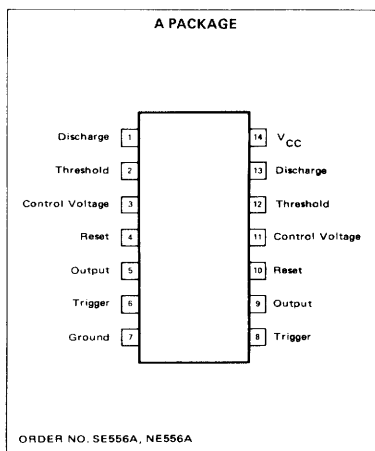 A PACKAGE
Discharge 1 14 VCC
Threshold 2 13 Discharge
Control Voltage 3 12 Threshold
Reset 4 11 Control Voltage
Output 5 10 Reset
Trigger 6 9 Output
Ground 7 8 Trigger
ORDER NO. SE556A, NE556A